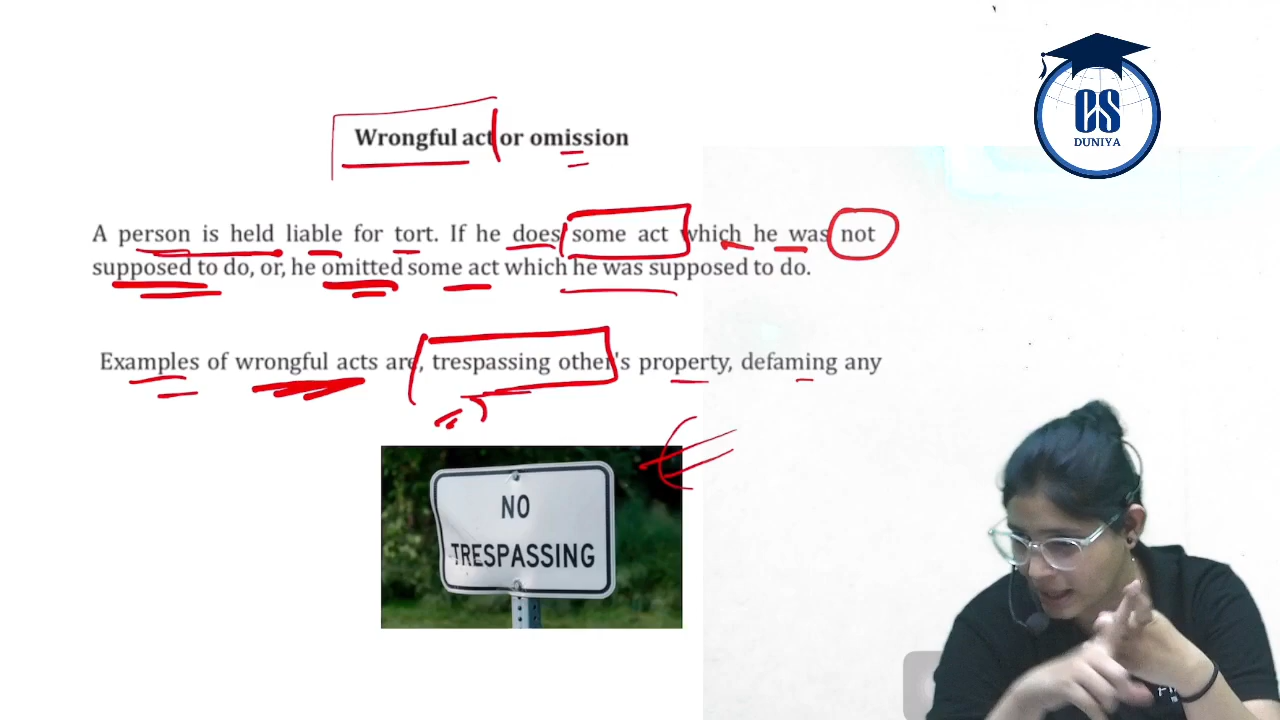 CS
DUNIYA
Wrongful act or omission
A person is held liable for tort. If he does some act which he was not
supposed to do, or, he omitted some act which he was supposed to do.
Examples of wrongful acts are, trespassing other's property, defaming any
NO
TRESPASSING